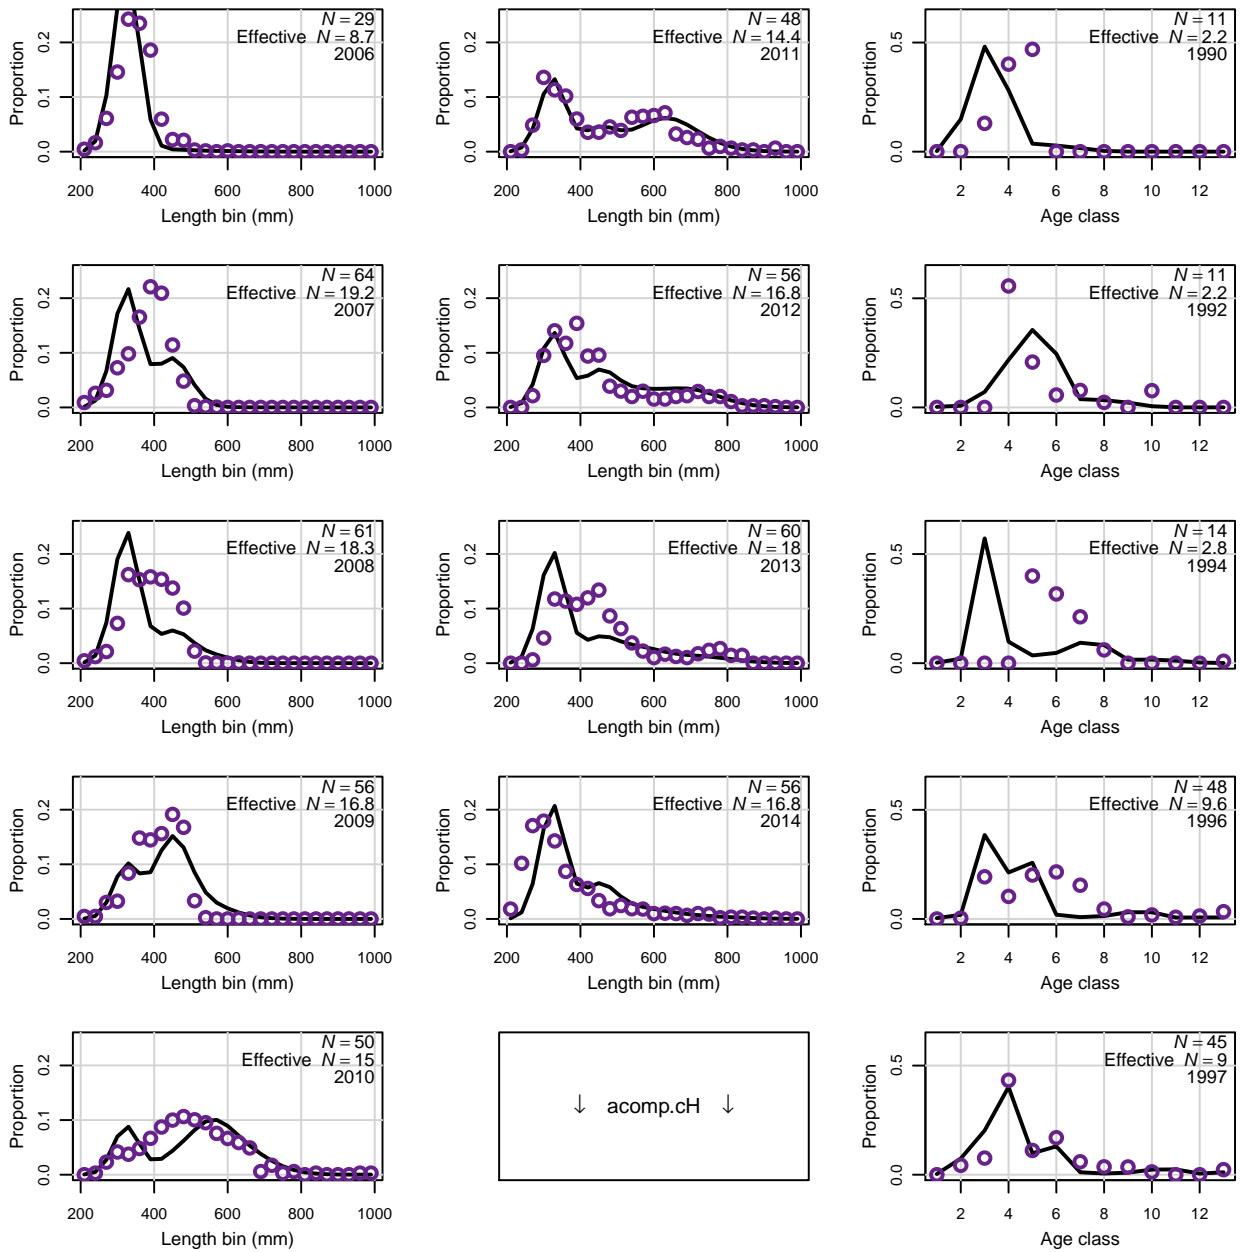 N = 29
Effective N = 8.7
2006
Proportion
0.0 0.1 0.2
200 400 600 800 1000
Length bin (mm)
N = 64
Effective N = 19.2
2007
Proportion
0.0 0.1 0.2
200 400 600 800 1000
Length bin (mm)
N = 61
Effective N = 18.3
2008
Proportion
0.0 0.1 0.2
200 400 600 800 1000
Length bin (mm)
N = 56
Effective N = 16.8
2009
Proportion
0.0 0.1 0.2
200 400 600 800 1000
Length bin (mm)
N = 50
Effective N = 15
2010
Proportion
0.0 0.1 0.2
200 400 600 800 1000
Length bin (mm)
N = 48
Effective N = 14.4
2011
Proportion
0.0 0.1 0.2
200 400 600 800 1000
Length bin (mm)
N = 56
Effective N = 16.8
2012
Proportion
0.0 0.1 0.2
200 400 600 800 1000
Length bin (mm)
N = 60
Effective N = 18
2013
Proportion
0.0 0.1 0.2
200 400 600 800 1000
Length bin (mm)
N = 56
Effective N = 16.8
2014
Proportion
0.0 0.1 0.2
200 400 600 800 1000
Length bin (mm)
↓ acomp.cH ↓
N = 11
Effective N = 2.2
1990
Proportion
0.0 0.5
2 4 6 8 10 12
Age class
N = 11
Effective N = 2.2
1992
Proportion
0.0 0.5
2 4 6 8 10 12
Age class
N = 14
Effective N = 2.8
1994
Proportion
0.0 0.5
2 4 6 8 10 12
Age class
N = 48
Effective N = 9.6
1996
Proportion
0.0 0.5
2 4 6 8 10 12
Age class
N = 45
Effective N = 9
1997
Proportion
0.0 0.5
2 4 6 8 10 12
Age class